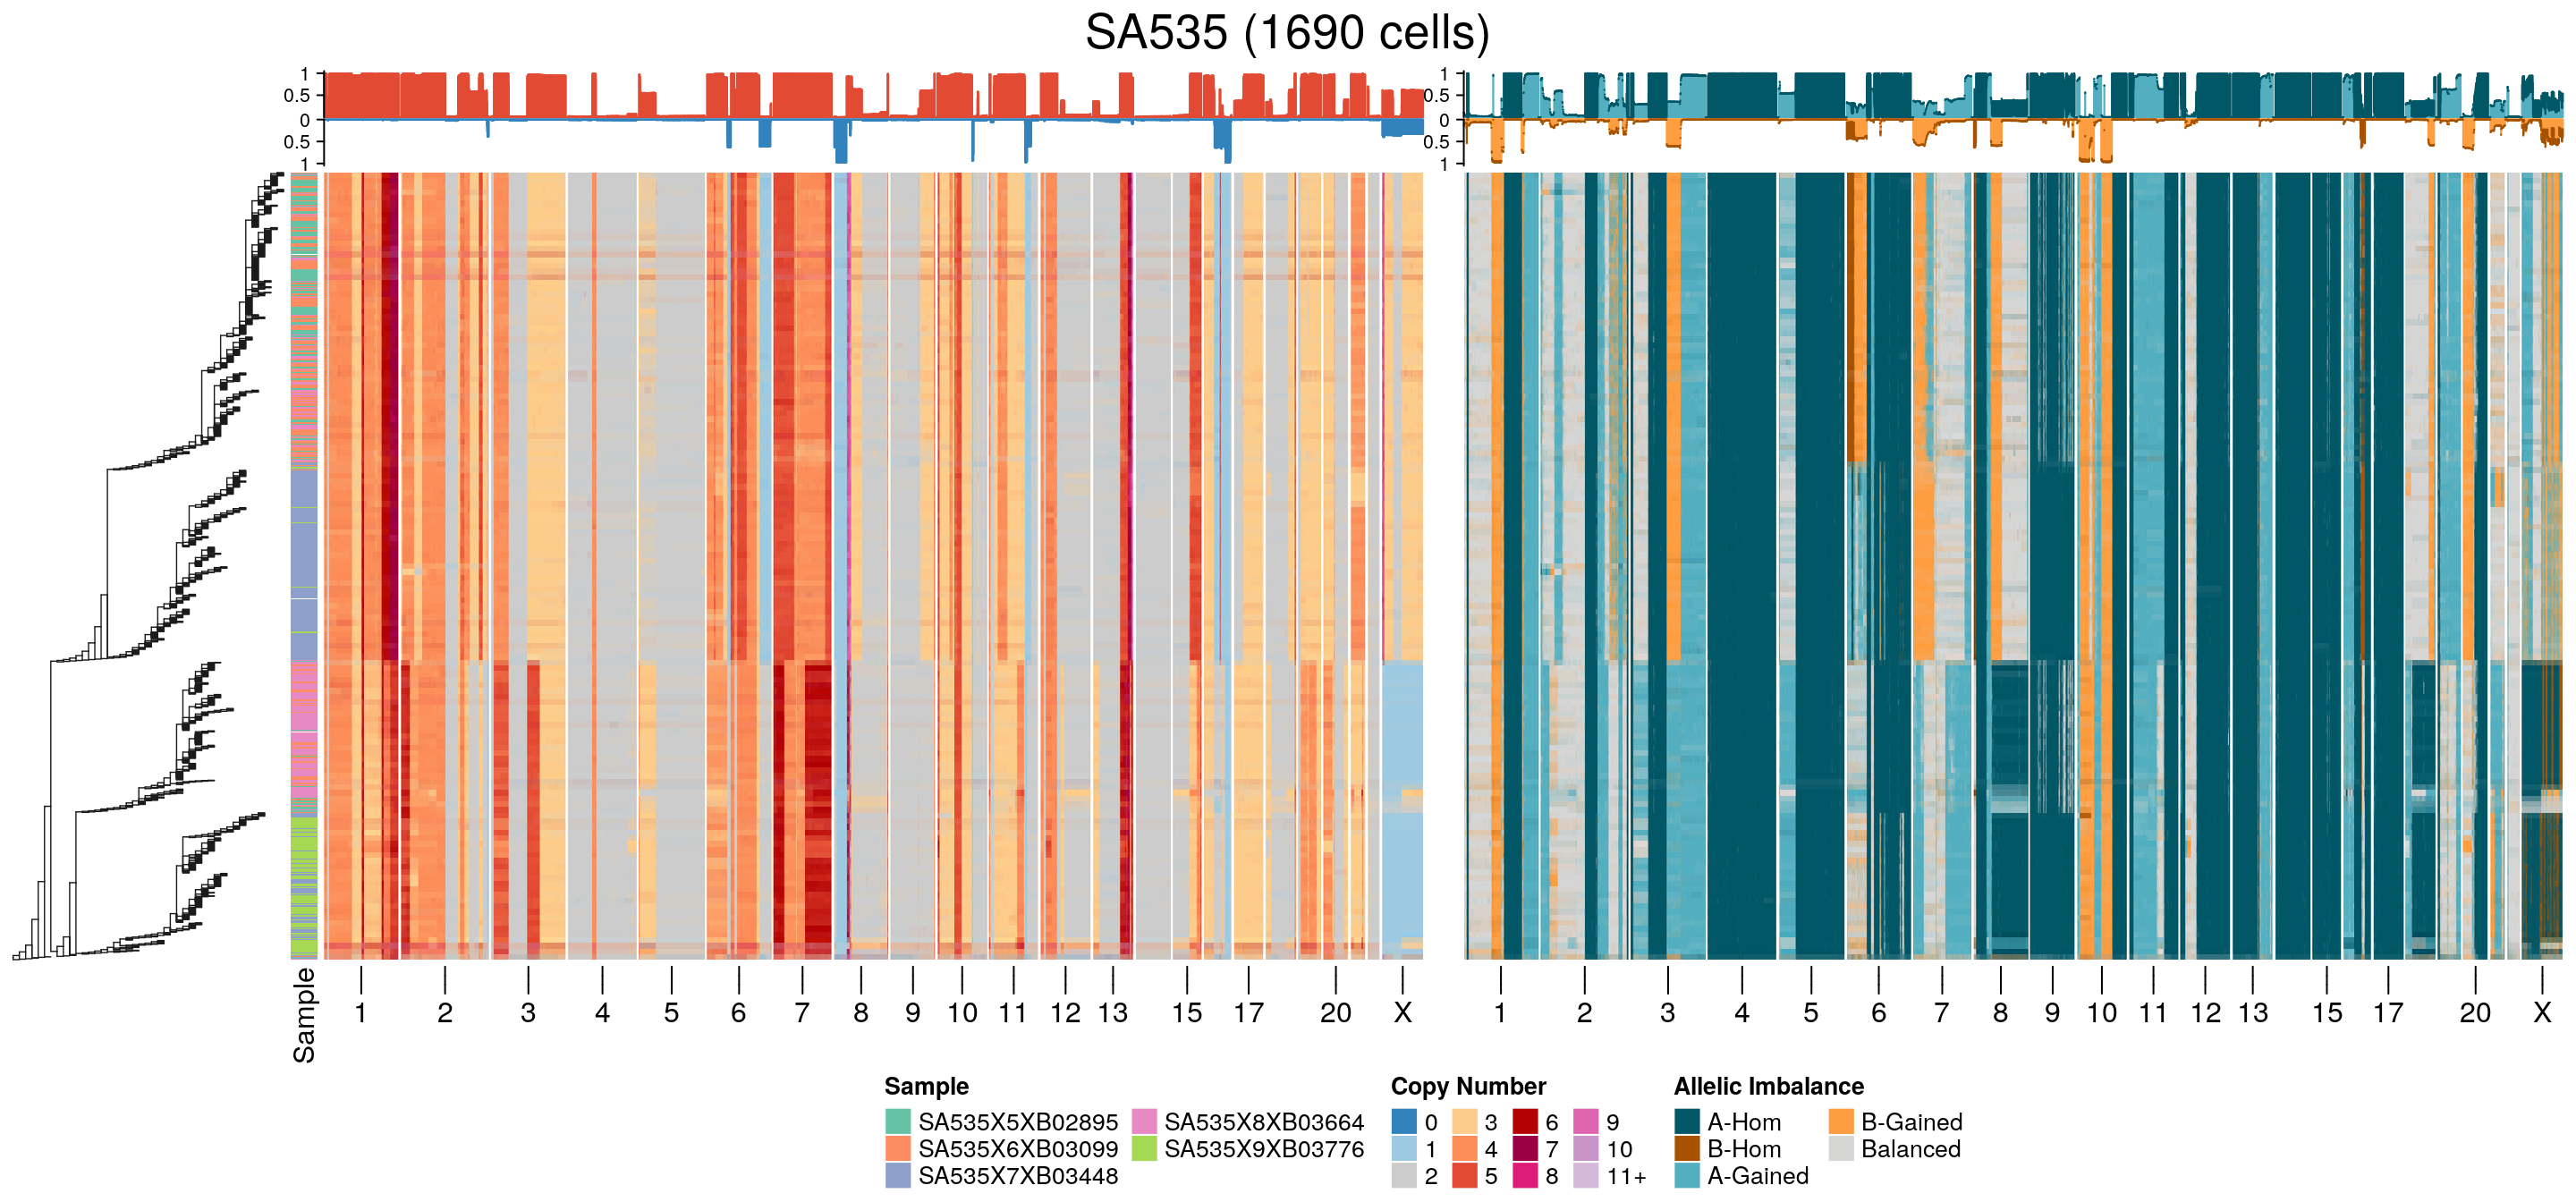 SA535 (1690 cells)
1
0.5
0
0.5
1
1
0.5
0
0.5
1
Sample
1 2 3 4 5 6 7 8 9 10 11 12 13 15 17 20 X
1 2 3 4 5 6 7 8 9 10 11 12 13 15 17 20 X
Sample
SA535X5XB02895
SA535X6XB03099
SA535X7XB03448
SA535X8XB03664
SA535X9XB03776
Copy Number
0
1
2
3
4
5
6
7
8
9
10
11+
Allelic Imbalance
A-Hom
B-Hom
A-Gained
B-Gained
Balanced